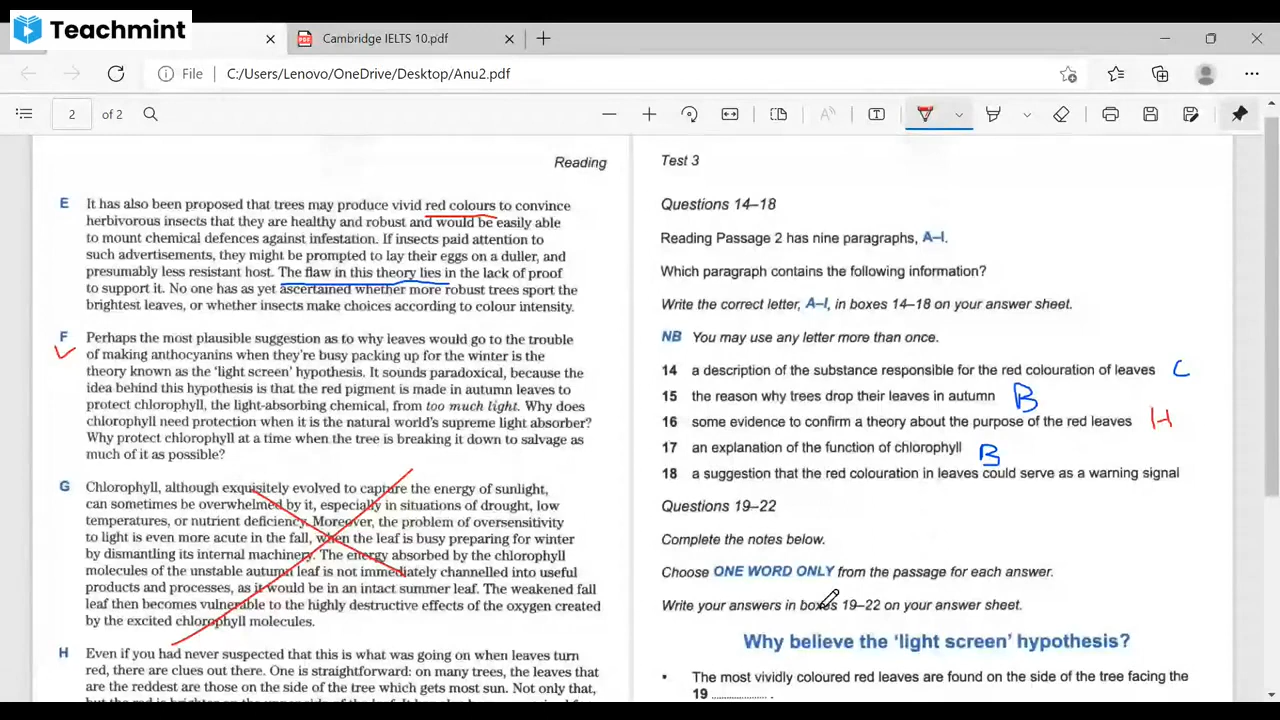 Teachmint
Cambridge IELTS 10.pdf
File
C:/Users/Lenovo/OneDrive/Desktop/Anu2.pdf
2
of 2
Reading
E It has also been proposed that trees may produce vivid red colours to convince
herbivorous insects that they are healthy and robust and would be easily able
to mount chemical defences against infestation. If insects paid attention to
such advertisements, they might be prompted to lay their eggs on a duller, and
presumably less resistant host. The flaw in this theory lies in the lack of proof
to support it. No one has as yet ascertained whether more robust trees sport the
brightest leaves, or whether insects make choices according to colour intensity.
F Perhaps the most plausible suggestion as to why leaves would go to the trouble
of making anthocyanins when they're busy packing up for the winter is the
theory known as the 'light screen' hypothesis. It sounds paradoxical, because the
idea behind this hypothesis is that the red pigment is made in autumn leaves to
protect chlorophyll, the light-absorbing chemical, from too much light. Why does
chlorophyll need protection when it is the natural world's supreme light absorber?
Why protect chlorophyll at a time when the tree is breaking it down to salvage as
much of it as possible?
G Chlorophyll, although exquisitely evolved to capture the energy of sunlight,
can sometimes be overwhelmed by it, especially in situations of drought, low
temperatures, or nutrient deficiency. Moreover, the problem of oversensitivity
to light is even more acute in the fall, when the leaf is busy preparing for winter
by dismantling its internal machinery. The energy absorbed by the chlorophyll
molecules of the unstable autumn leaf is not immediately channelled into useful
products and processes, as it would be in an intact summer leaf. The weakened fall
leaf then becomes vulnerable to the highly destructive effects of the oxygen created
by the excited chlorophyll molecules.
H Even if you had never suspected that this is what was going on when leaves turn
red, there are clues out there. One is straightforward: on many trees, the leaves that
are the reddest are those on the side of the tree which gets most sun. Not only that,
Test 3
Questions 14–18
Reading Passage 2 has nine paragraphs, A–I.
Which paragraph contains the following information?
Write the correct letter, A–I, in boxes 14–18 on your answer sheet.
NB You may use any letter more than once.
14 a description of the substance responsible for the red colouration of leaves C
15 the reason why trees drop their leaves in autumn B
16 some evidence to confirm a theory about the purpose of the red leaves H
17 an explanation of the function of chlorophyll B
18 a suggestion that the red colouration in leaves could serve as a warning signal
Questions 19–22
Complete the notes below.
Choose ONE WORD ONLY from the passage for each answer.
Write your answers in boxes 19–22 on your answer sheet.
Why believe the 'light screen' hypothesis?
• The most vividly coloured red leaves are found on the side of the tree facing the
19 .................... .